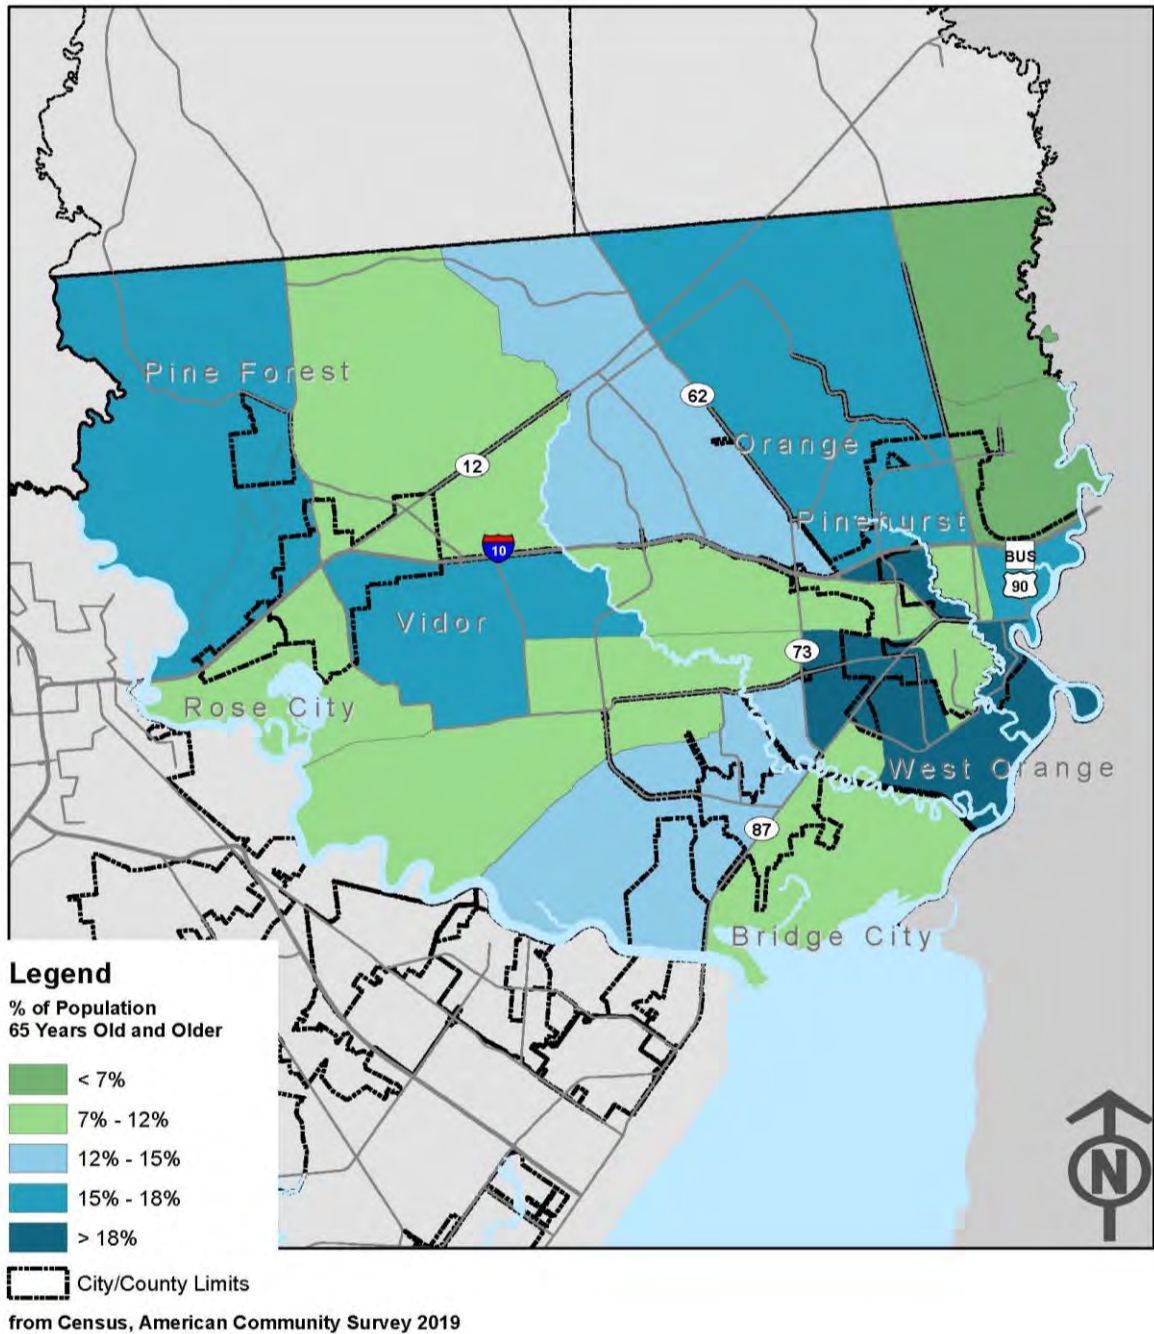 Pine Forest
62
Orange
12
Pinehurst
10
BUS
90
Vidor
73
Rose City
West Orange
87
Bridge City
Legend
% of Population
65 Years Old and Older
< 7%
7% - 12%
12% - 15%
15% - 18%
> 18%
City/County Limits
N
from Census, American Community Survey 2019